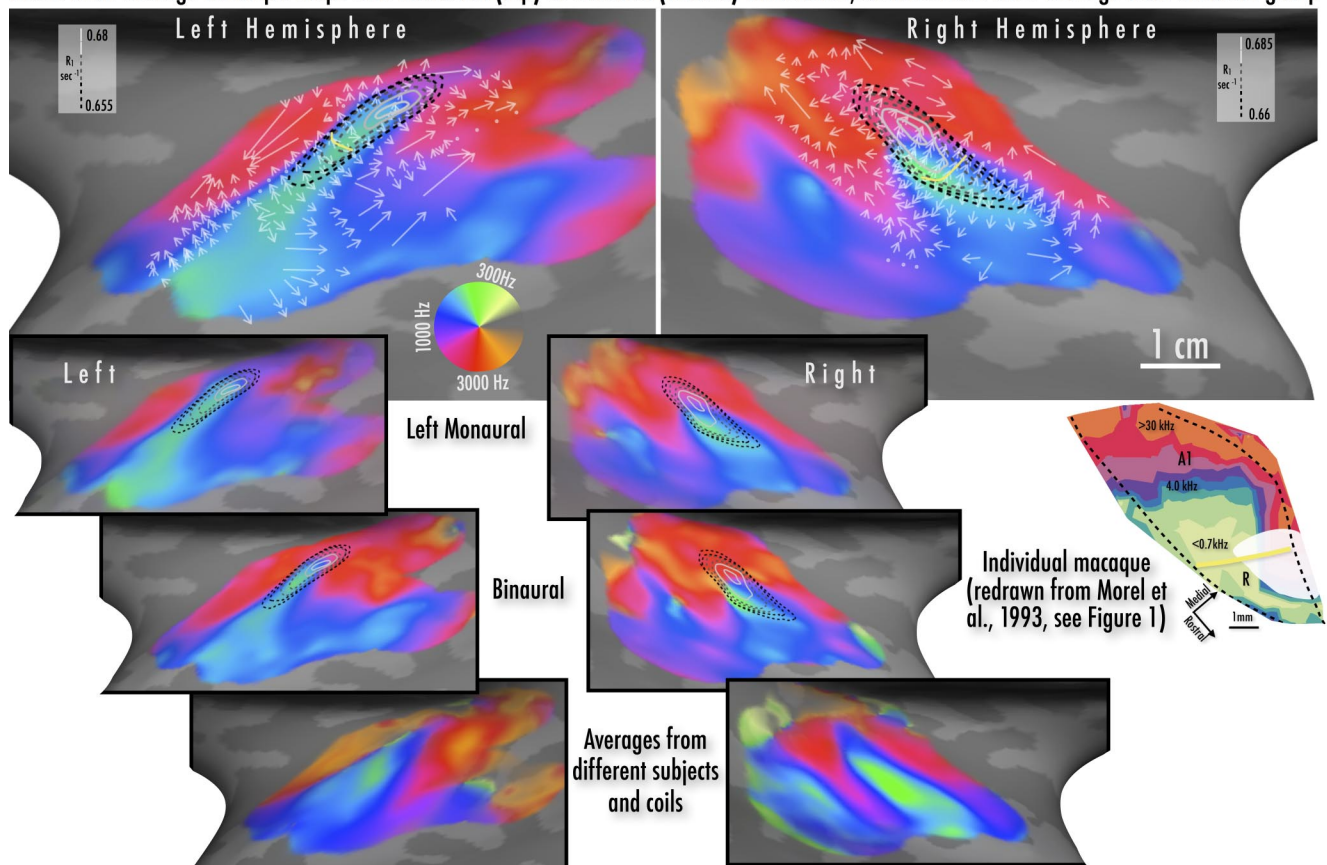 Left Hemisphere
Right Hemisphere
0.68
R1
sec -1
0.655
0.685
R1
sec -1
0.66
300Hz
1000 Hz
3000 Hz
1 cm
Left
Right
Left Monaural
>30 kHz
A1
4.0 kHz
<0.7kHz
R
Medial
Rostral
1mm
Binaural
Individual macaque
(redrawn from Morel et
al., 1993, see Figure 1)
Averages from
different subjects
and coils